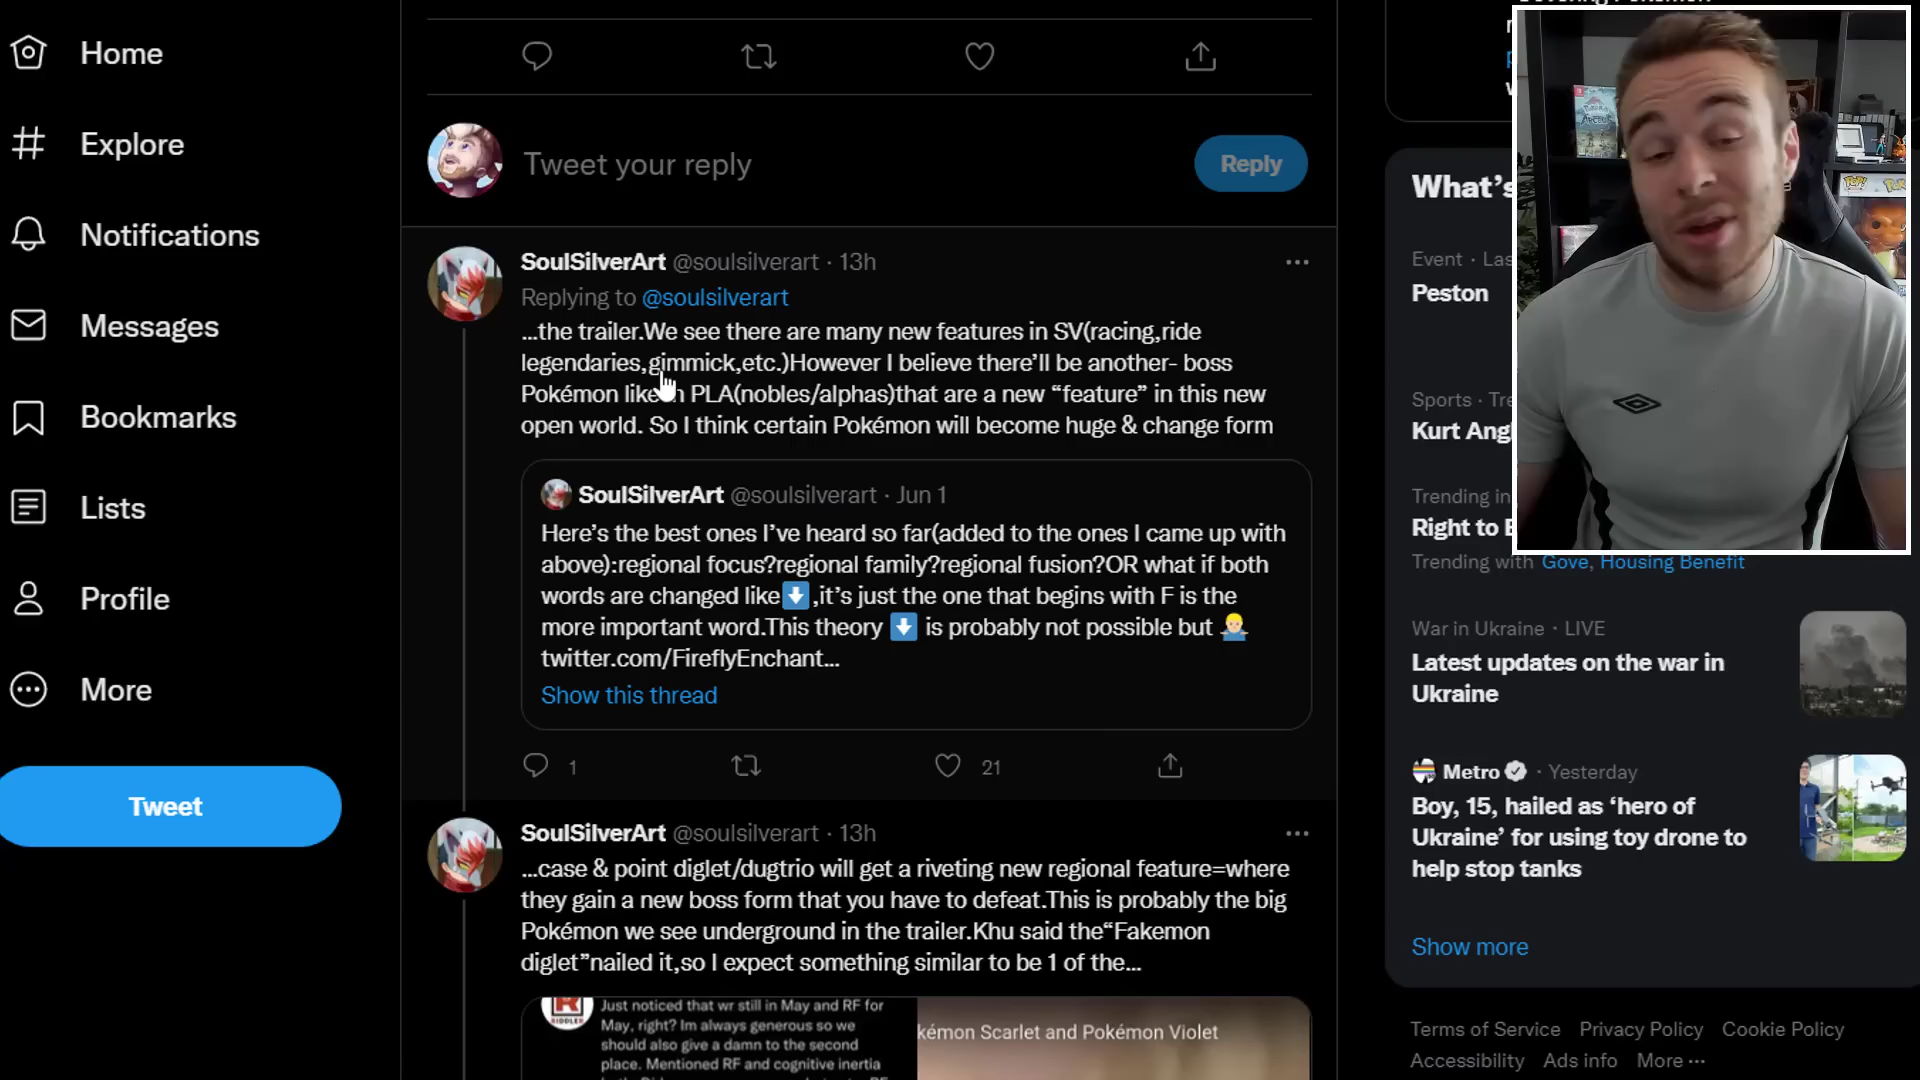 Home
Explore
Notifications
Messages
Bookmarks
Lists
Profile
More
Tweet
Tweet your reply
Reply
SoulSilverArt @soulsilverart · 13h
Replying to @soulsilverart
...the trailer.We see there are many new features in SV(racing,ride
legendaries,gimmick,etc.)However I believe there'll be another- boss
Pokémon like in PLA(nobles/alphas)that are a new “feature” in this new
open world. So I think certain Pokémon will become huge & change form
SoulSilverArt @soulsilverart · Jun 1
Here's the best ones I've heard so far(added to the ones I came up with
above):regional focus?regional family?regional fusion?OR what if both
words are changed like⬇️,it's just the one that begins with F is the
more important word.This theory ⬇️ is probably not possible but 🤷🏼‍♂️
twitter.com/FireflyEnchant...
Show this thread
1
21
SoulSilverArt @soulsilverart · 13h
...case & point diglet/dugtrio will get a riveting new regional feature=where
they gain a new boss form that you have to defeat.This is probably the big
Pokémon we see underground in the trailer.Khu said the“Fakemon
diglet”nailed it,so I expect something similar to be 1 of the...
Just noticed that wr still in May and RF for
May, right? Im always generous so we
should also give a damn to the second
place. Mentioned RF and cognitive inertia
RIDDLER
kémon Scarlet and Pokémon Violet
What's
Event · Las
Peston
Sports · Tre
Kurt Ang
Trending in
Right to B
Trending with Gove, Housing Benefit
War in Ukraine · LIVE
Latest updates on the war in
Ukraine
Metro · Yesterday
Boy, 15, hailed as ‘hero of
Ukraine’ for using toy drone to
help stop tanks
Show more
Terms of Service Privacy Policy Cookie Policy
Accessibility Ads info More ···
ARCEUS
POP!